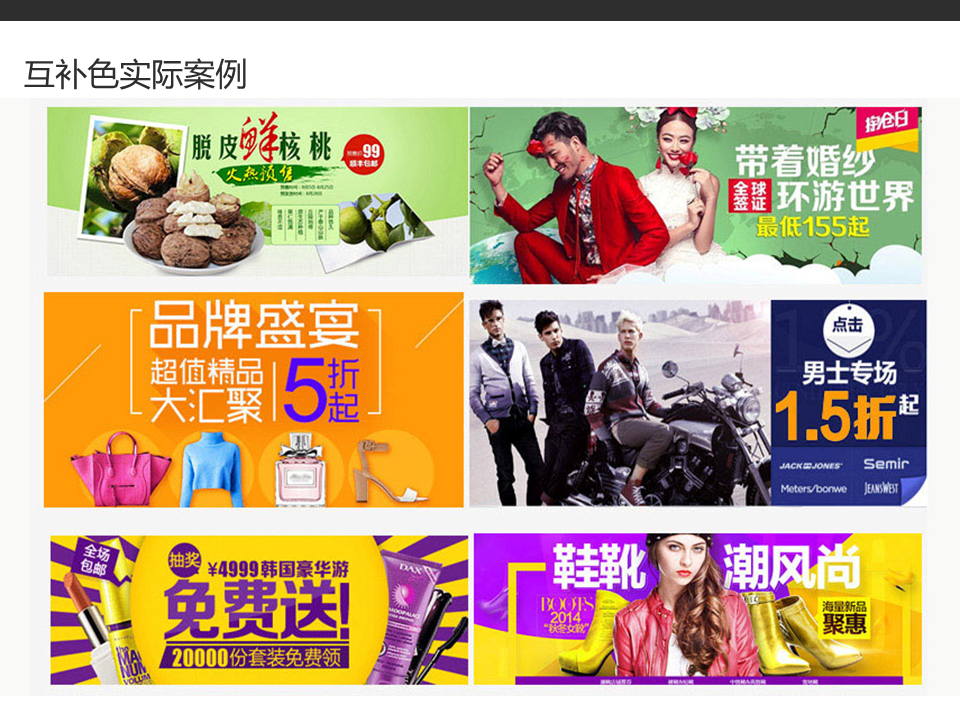 互补色实际案例
脱皮鲜核桃
火热预售
99
顺丰包邮
抢仓日
带着婚纱
全球签证
环游世界
最低155起
品牌盛宴
超值精品
大汇聚
5折起
点击
男士专场
1.5折起
JACK JONES
Semir
Meters/bonwe
JEANSWEST
全场
包邮
抽奖
¥4999韩国豪华游
免费送!
20000份套装免费领
DAX
鞋靴 潮风尚
BOOTS
2014
"秋冬女靴"
海量新品
聚惠